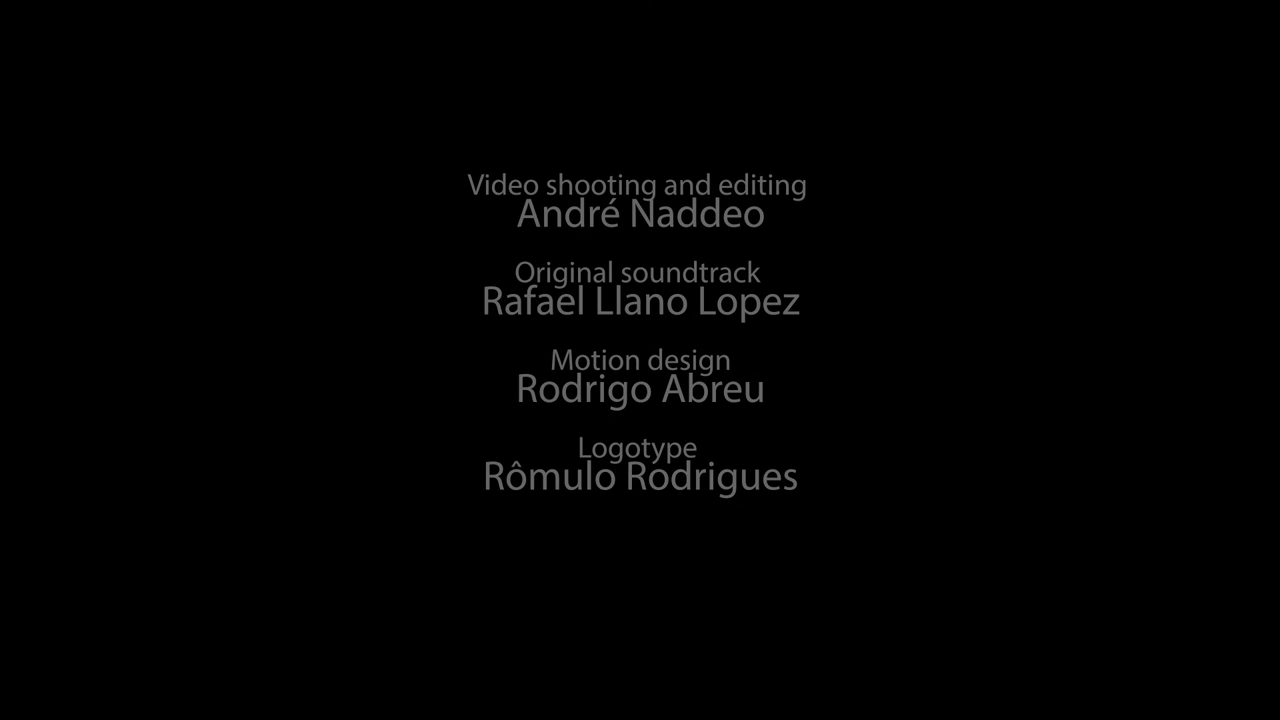 Video shooting and editing
André Naddeo
Original soundtrack
Rafael Llano Lopez
Motion design
Rodrigo Abreu
Logotype
Rômulo Rodrigues